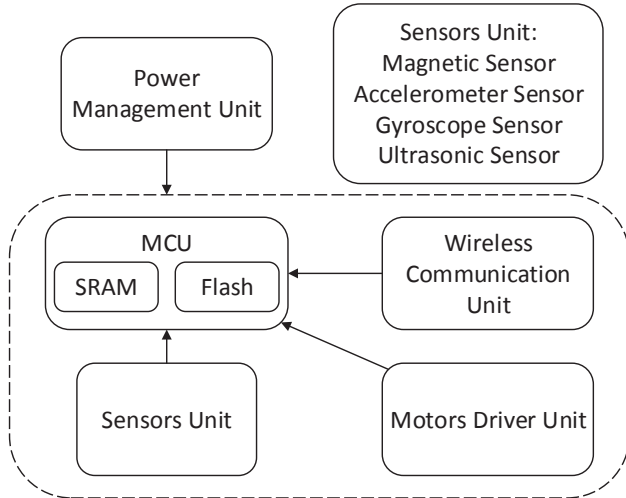 Power
Management Unit
Sensors Unit:
Magnetic Sensor
Accelerometer Sensor
Gyroscope Sensor
Ultrasonic Sensor
MCU
SRAM
Flash
Wireless
Communication
Unit
Sensors Unit
Motors Driver Unit